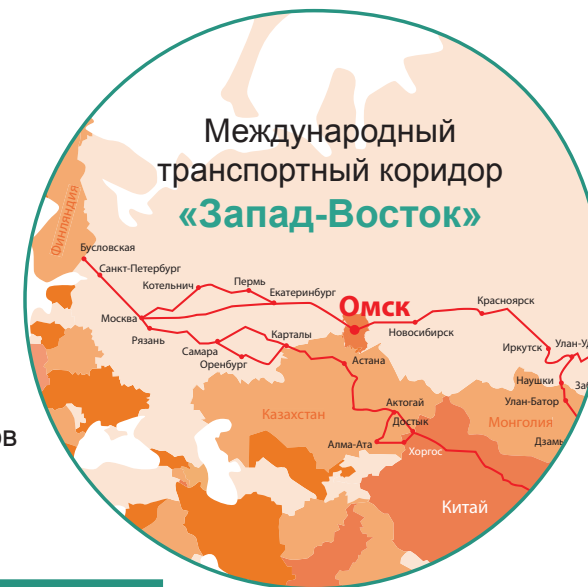 Международный
транспортный коридор
«Запад-Восток»
Финляндия
Бусловская
Санкт-Петербург
Котельнич
Пермь
Екатеринбург
Омск
Красноярск
Москва
Новосибирск
Рязань
Карталы
Иркутск
Самара
Оренбург
Астана
Наушки
Актогай
Улан-Батор
Казахстан
Достык
Монголия
Алма-Ата
Хоргос
Китай